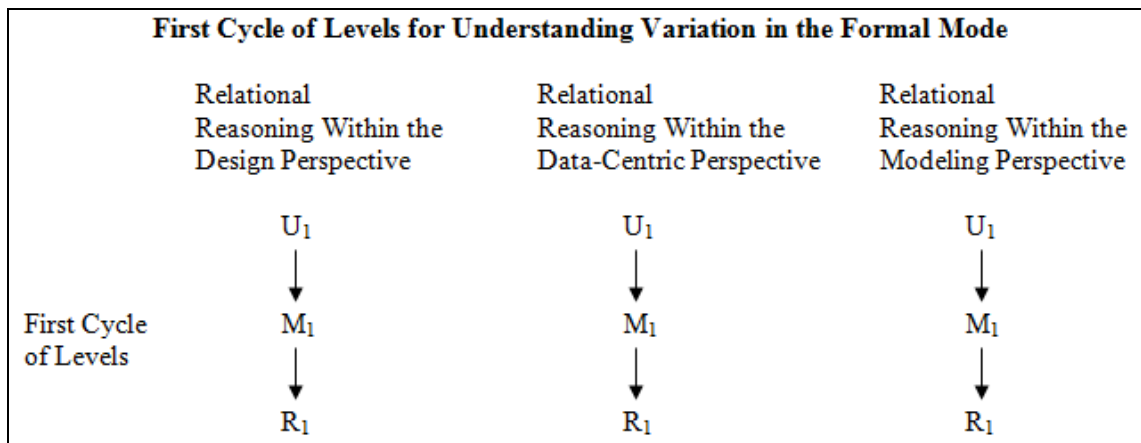 First Cycle of Levels for Understanding Variation in the Formal Mode
Relational
Reasoning Within the
Design Perspective
Relational
Reasoning Within the
Data-Centric Perspective
Relational
Reasoning Within the
Modeling Perspective
U₁ U₁ U₁
First Cycle
of Levels
M₁ M₁ M₁
R₁ R₁ R₁